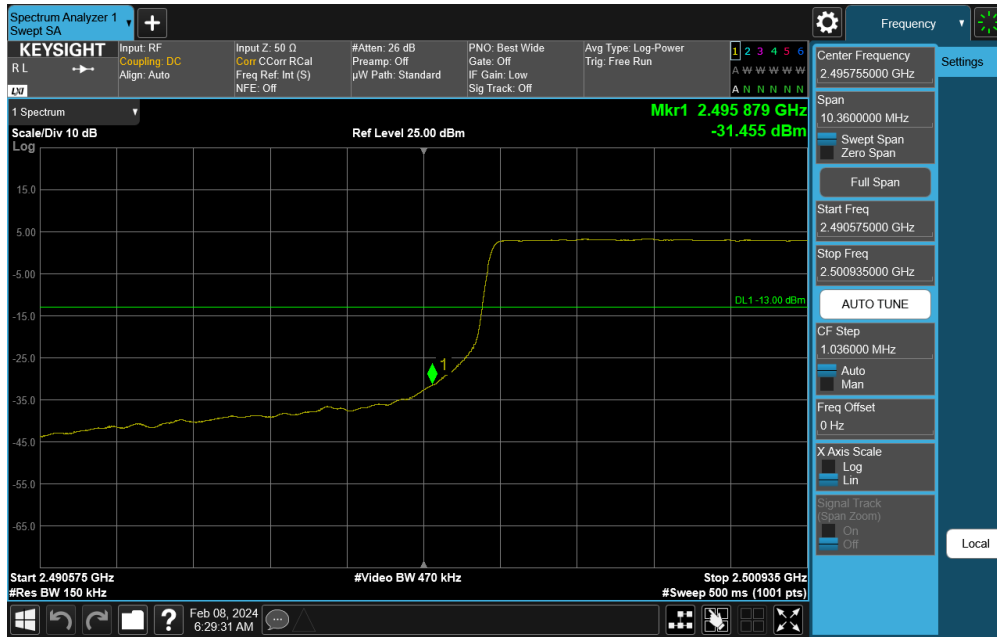 Spectrum Analyzer 1
Swept SA
+
KEYSIGHT
R L
LXI
Input: RF
Coupling: DC
Align: Auto
Input Z: 50 Ω
Corr CCorr RCal
Freq Ref: Int (S)
NFE: Off
#Atten: 26 dB
Preamp: Off
µW Path: Standard
PNO: Best Wide
Gate: Off
IF Gain: Low
Sig Track: Off
Avg Type: Log-Power
Trig: Free Run
1 2 3 4 5 6
A W W W W W
A N N N N N
1 Spectrum
Scale/Div 10 dB
Log
Ref Level 25.00 dBm
Mkr1 2.495 879 GHz
-31.455 dBm
15.0
5.00
-5.00
-15.0
-25.0
-35.0
-45.0
-55.0
-65.0
DL1 -13.00 dBm
1
Start 2.490575 GHz
#Res BW 150 kHz
#Video BW 470 kHz
Stop 2.500935 GHz
#Sweep 500 ms (1001 pts)
Frequency
Settings
Center Frequency
2.495755000 GHz
Span
10.3600000 MHz
Swept Span
Zero Span
Full Span
Start Freq
2.490575000 GHz
Stop Freq
2.500935000 GHz
AUTO TUNE
CF Step
1.036000 MHz
Auto
Man
Freq Offset
0 Hz
X Axis Scale
Log
Lin
Signal Track
(Span Zoom)
On
Off
Local
?
Feb 08, 2024
6:29:31 AM